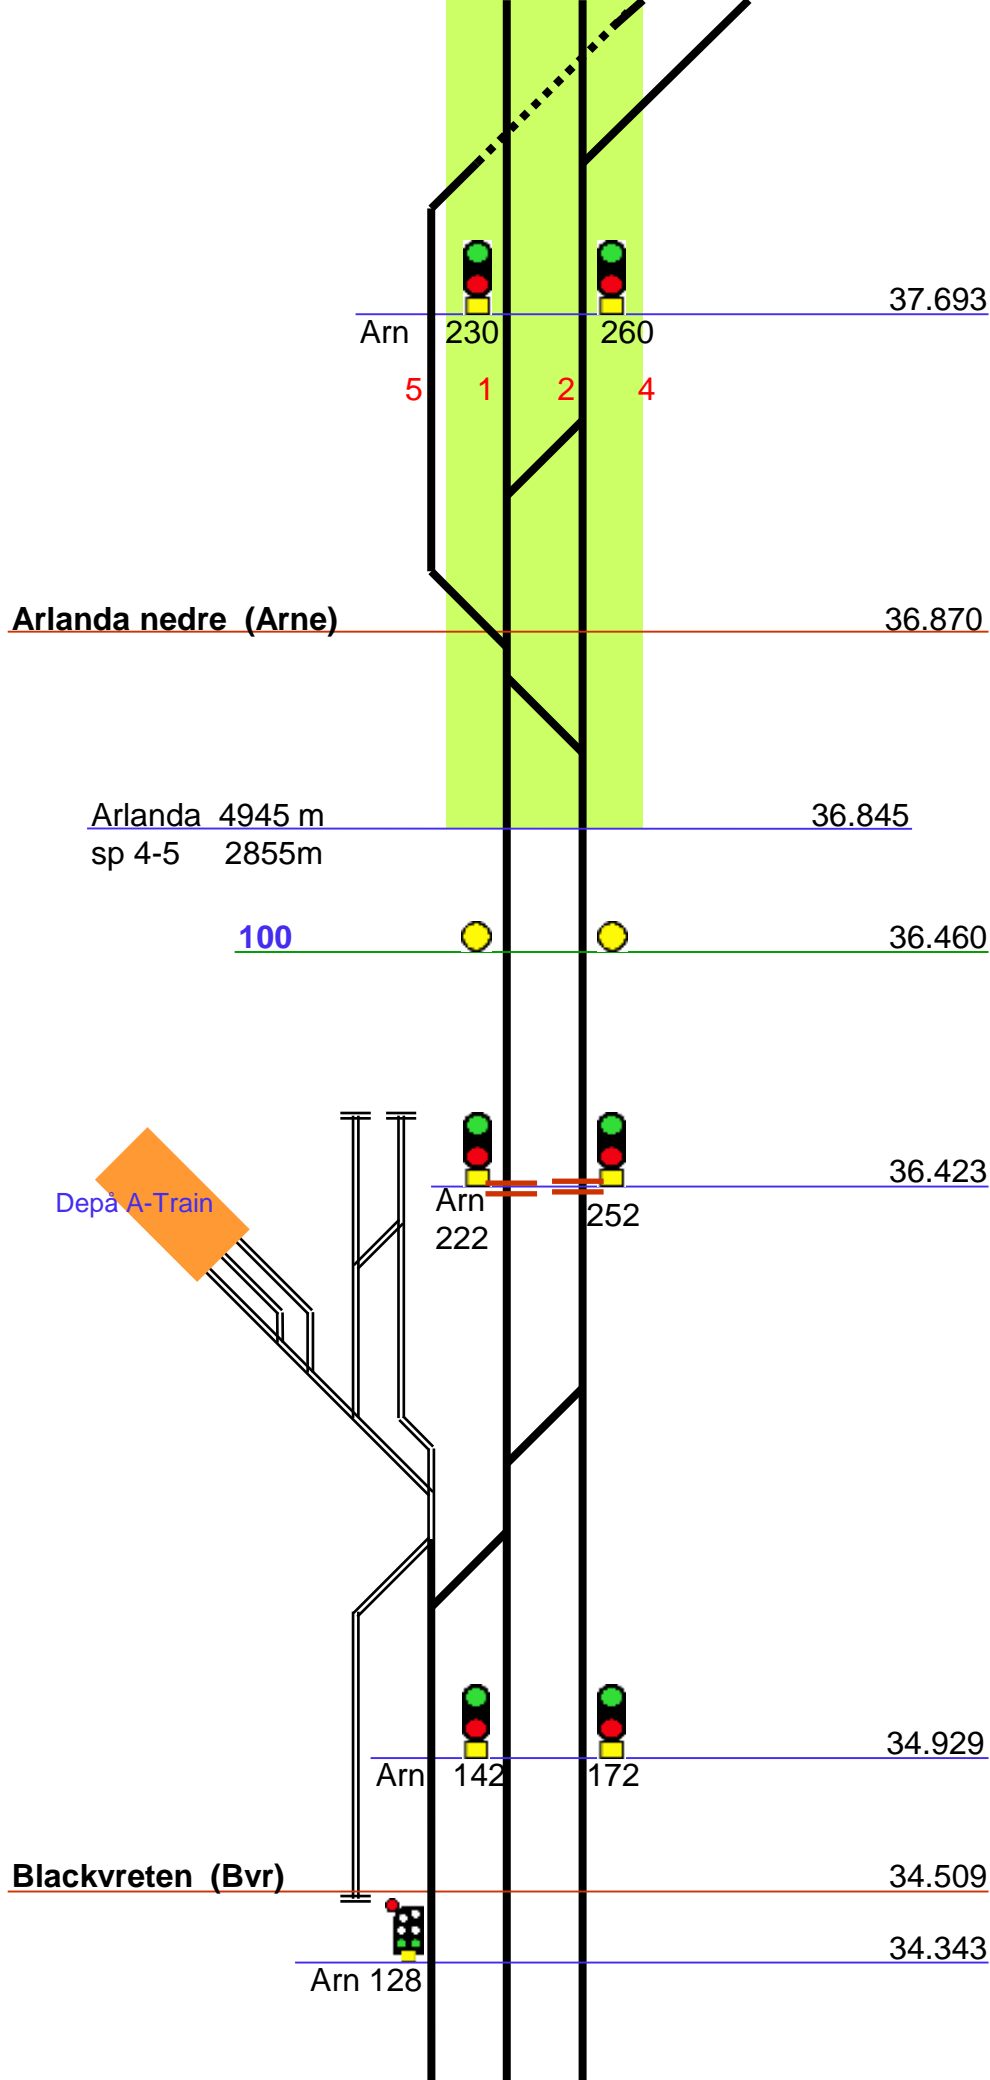 37.693
Arn 230 260
5 1 2 4
Arlanda nedre (Arne) 36.870
Arlanda 4945 m 36.845
sp 4-5 2855m
100 36.460
36.423
Depå A-Train
Arn
222
252
34.929
Arn 142 172
Blackvreten (Bvr) 34.509
34.343
Arn 128